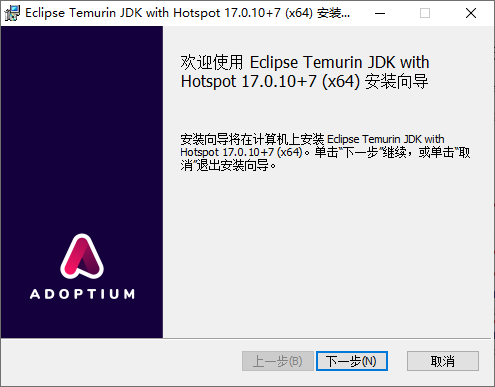 Eclipse Temurin JDK with Hotspot 17.0.10+7 (x64) 安装...
欢迎使用 Eclipse Temurin JDK with
Hotspot 17.0.10+7 (x64) 安装向导
安装向导将在计算机上安装 Eclipse Temurin JDK with
Hotspot 17.0.10+7 (x64)。单击“下一步”继续，或单击“取
消”退出安装向导。
ADOPTIUM
上一步(B)
下一步(N)
取消